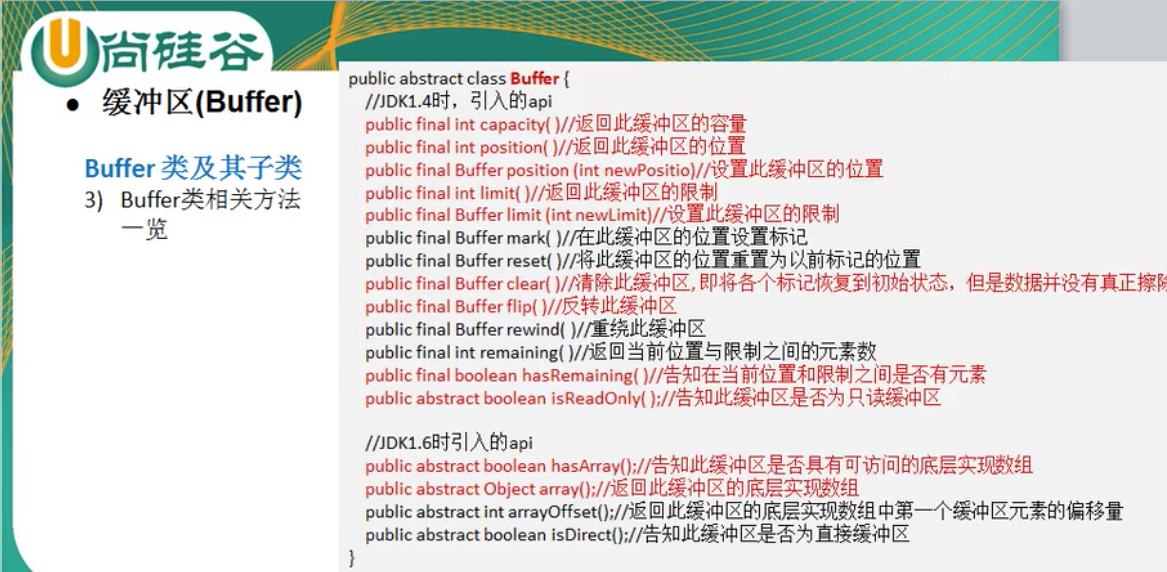 尚硅谷
● 缓冲区(Buffer)
Buffer 类及其子类
3) Buffer类相关方法
一览
public abstract class Buffer {
//JDK1.4时，引入的api
public final int capacity( )//返回此缓冲区的容量
public final int position( )//返回此缓冲区的位置
public final Buffer position (int newPositio)//设置此缓冲区的位置
public final int limit( )//返回此缓冲区的限制
public final Buffer limit (int newLimit)//设置此缓冲区的限制
public final Buffer mark( )//在此缓冲区的位置设置标记
public final Buffer reset( )//将此缓冲区的位置重置为以前标记的位置
public final Buffer clear( )//清除此缓冲区, 即将各个标记恢复到初始状态，但是数据并没有真正擦除
public final Buffer flip( )//反转此缓冲区
public final Buffer rewind( )//重绕此缓冲区
public final int remaining( )//返回当前位置与限制之间的元素数
public final boolean hasRemaining( )//告知在当前位置和限制之间是否有元素
public abstract boolean isReadOnly( );//告知此缓冲区是否为只读缓冲区
//JDK1.6时引入的api
public abstract boolean hasArray();//告知此缓冲区是否具有可访问的底层实现数组
public abstract Object array();//返回此缓冲区的底层实现数组
public abstract int arrayOffset();//返回此缓冲区的底层实现数组中第一个缓冲区元素的偏移量
public abstract boolean isDirect();//告知此缓冲区是否为直接缓冲区
}